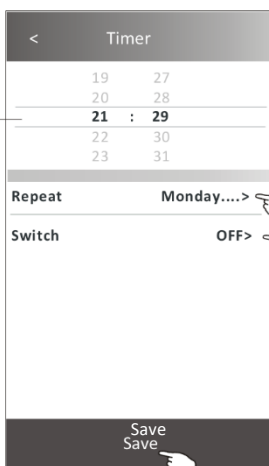 < Timer
19 27
20 28
21 : 29
22 30
23 31
Repeat Monday....>
Switch OFF>
Save
Save